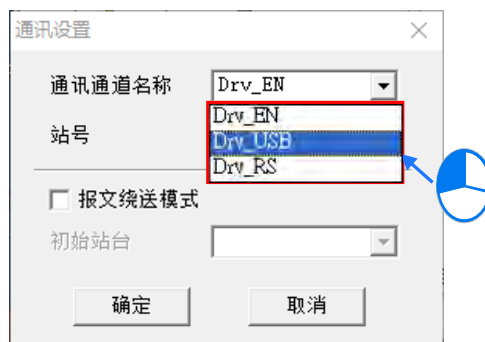 通讯设置
通讯通道名称 Drv_EN
Drv_EN
站号 Drv_USB
Drv_RS
报文绕送模式
初始站台
确定 取消